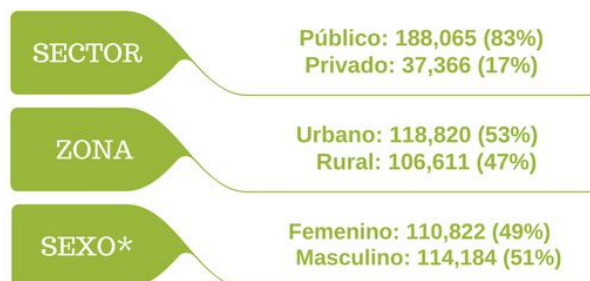 SECTOR
Público: 188,065 (83%)
Privado: 37,366 (17%)
ZONA
Urbano: 118,820 (53%)
Rural: 106,611 (47%)
SEXO*
Femenino: 110,822 (49%)
Masculino: 114,184 (51%)